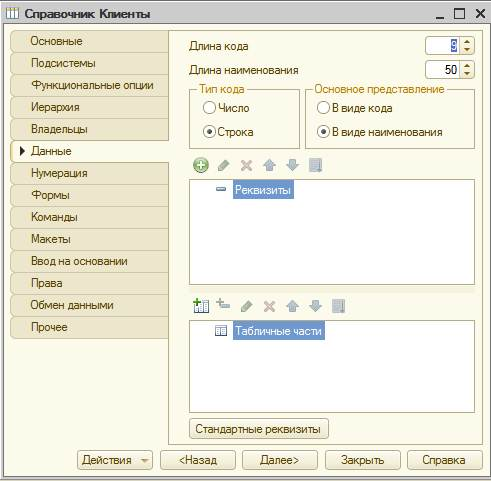 Справочник Клиенты
Основные
Подсистемы
Функциональные опции
Иерархия
Владельцы
Данные
Нумерация
Формы
Команды
Макеты
Ввод на основании
Права
Обмен данными
Прочее
Длина кода 9
Длина наименования 50
Тип кода
Число
Строка
Основное представление
В виде кода
В виде наименования
Реквизиты
Табличные части
Стандартные реквизиты
Действия <Назад Далее> Закрыть Справка